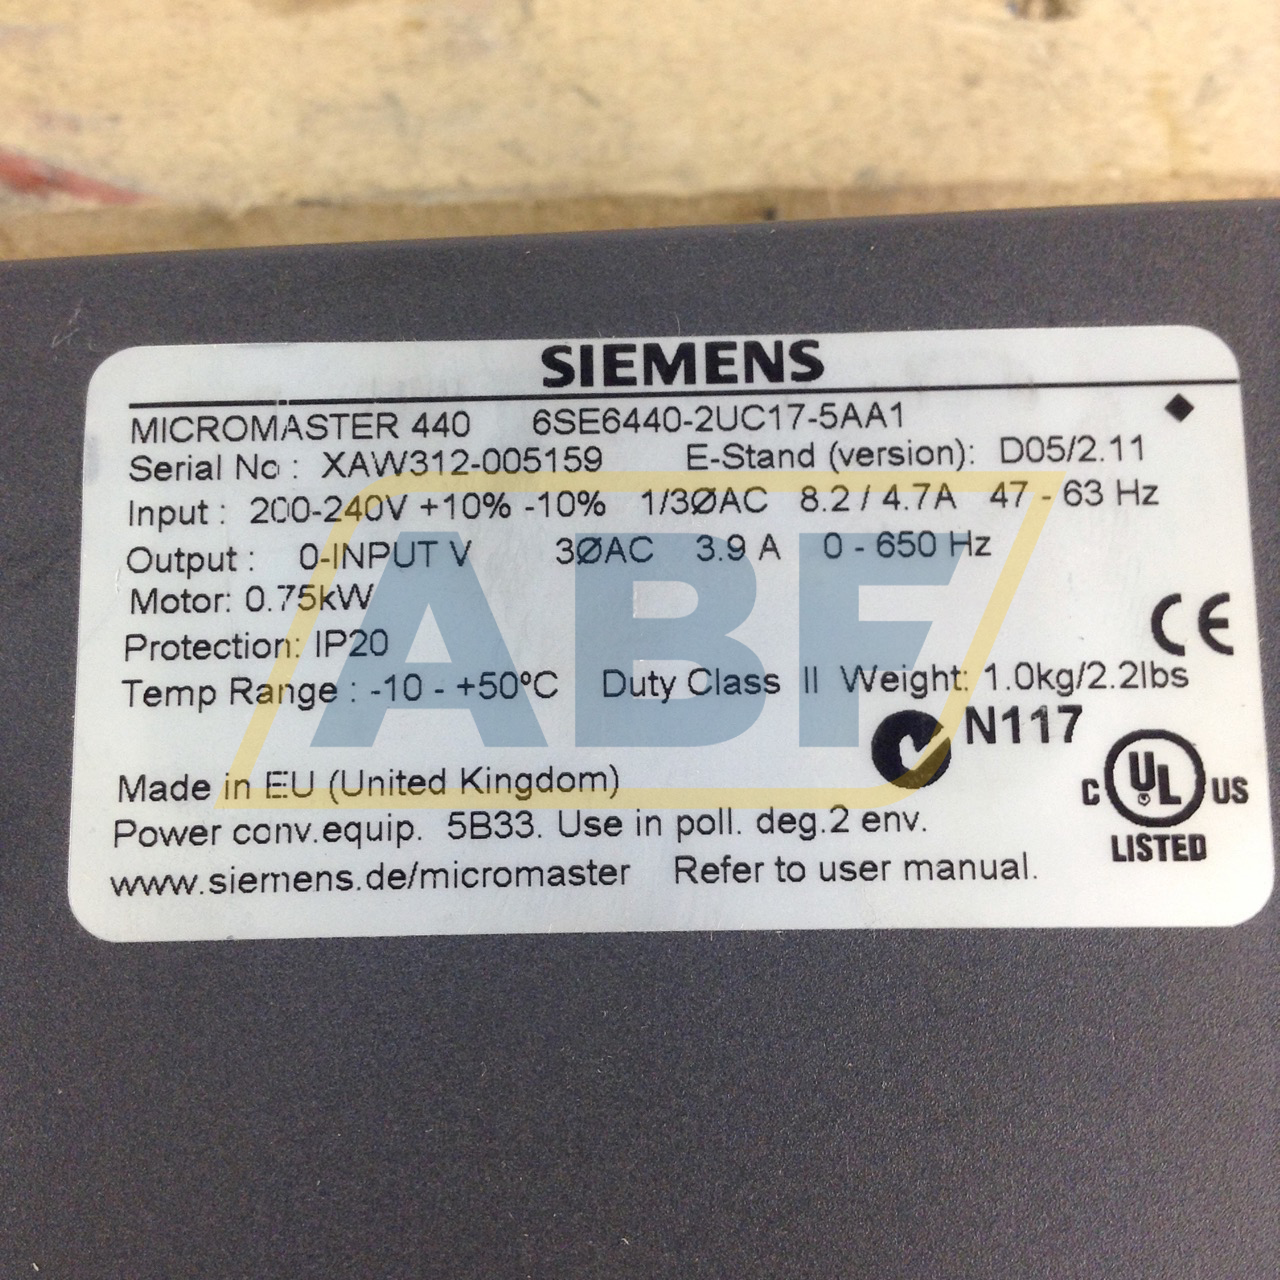 SIEMENS
MICROMASTER 440 6SE6440-2UC17-5AA1
Serial No : XAW312-005159 E-Stand (version): D05/2.11
Input : 200-240V +10% -10% 1/3ØAC 8.2 / 4.7A 47 - 63 Hz
Output : 0-INPUT V 3ØAC 3.9 A 0 - 650 Hz
Motor: 0.75kW
Protection: IP20
Temp Range : -10 - +50ºC Duty Class II Weight: 1.0kg/2.2lbs
CE
N117
Made in EU (United Kingdom)
Power conv.equip. 5B33. Use in poll. deg.2 env.
www.siemens.de/micromaster Refer to user manual.
C UL US
LISTED
ABF